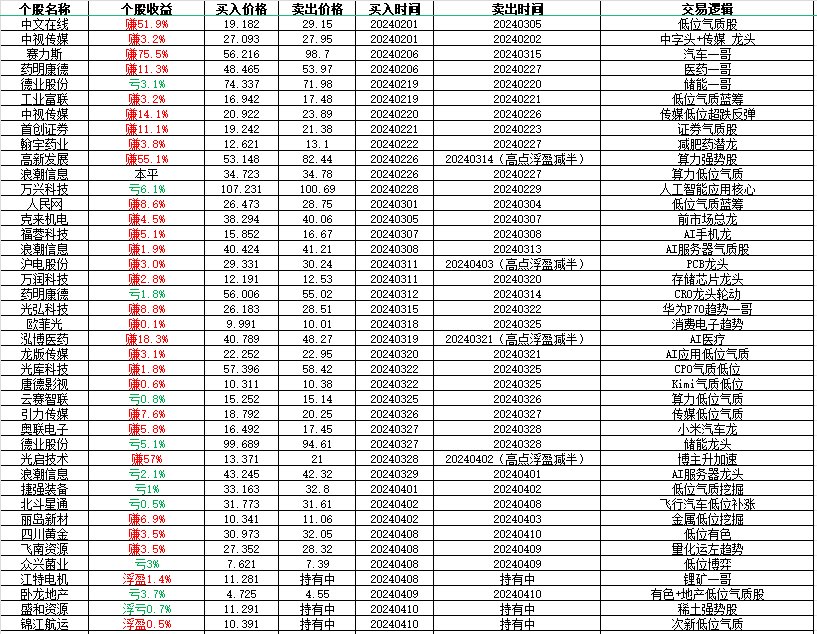 个股名称 个股收益 买入价格 卖出价格 买入时间 卖出时间 交易逻辑
中文在线 赚51.9% 19.182 29.15 20240201 20240305 低位气质股
中视传媒 赚3.2% 27.093 27.95 20240201 20240202 中字头+传媒 龙头
赛力斯 赚75.5% 56.216 98.7 20240206 20240315 汽车一哥
药明康德 赚11.3% 48.465 53.97 20240206 20240227 医药一哥
德业股份 亏3.1% 74.337 71.98 20240219 20240220 储能一哥
工业富联 赚3.2% 16.942 17.48 20240219 20240221 低位气质蓝筹
中视传媒 赚14.1% 20.922 23.89 20240220 20240226 传媒低位超跌反弹
首创证券 赚11.1% 19.242 21.38 20240221 20240223 证券气质股
翰宇药业 赚3.8% 12.621 13.1 20240222 20240227 减肥药潜龙
高新发展 赚55.1% 53.148 82.44 20240226 20240314（高点浮盈减半） 算力强势股
浪潮信息 本平 34.723 34.78 20240226 20240227 算力低位气质
万兴科技 亏6.1% 107.231 100.69 20240228 20240229 人工智能应用核心
人民网 赚8.6% 26.473 28.75 20240301 20240304 低位气质蓝筹
克来机电 赚4.5% 38.294 40.06 20240305 20240307 前市场总龙
福蓉科技 赚5.1% 15.852 16.67 20240307 20240308 AI手机龙
浪潮信息 赚1.9% 40.424 41.21 20240308 20240313 AI服务器气质股
沪电股份 赚3.0% 29.331 30.24 20240311 20240403（高点浮盈减半） PCB龙头
万润科技 赚2.8% 12.191 12.53 20240311 20240320 存储芯片龙头
药明康德 亏1.8% 56.006 55.02 20240312 20240314 CRO龙头轮动
光弘科技 赚8.8% 26.183 28.51 20240315 20240322 华为P70趋势一哥
欧菲光 赚0.1% 9.991 10.01 20240318 20240325 消费电子趋势
泓博医药 赚18.3% 40.789 48.27 20240319 20240321（高点浮盈减半） AI医疗
龙版传媒 赚3.1% 22.252 22.95 20240320 20240321 AI应用低位气质
光库科技 赚1.8% 57.396 58.42 20240322 20240325 CPO气质低位
唐德影视 赚0.6% 10.311 10.38 20240322 20240325 Kimi气质低位
云赛智联 亏0.8% 15.252 15.14 20240325 20240326 算力低位气质
引力传媒 赚7.6% 18.792 20.25 20240326 20240327 传媒低位气质
奥联电子 赚5.8% 16.492 17.45 20240327 20240328 小米汽车龙
德业股份 亏5.1% 99.689 94.61 20240327 20240328 储能龙头
光启技术 赚57% 13.371 21 20240328 20240402（高点浮盈减半） 博主升加速
浪潮信息 亏2.1% 43.245 42.32 20240329 20240401 AI服务器龙头
捷强装备 亏1% 33.163 32.8 20240401 20240402 低位气质挖掘
北斗星通 亏0.5% 31.773 31.61 20240402 20240408 飞行汽车低位补涨
丽岛新材 赚6.9% 10.341 11.06 20240402 20240403 金属低位挖掘
四川黄金 赚3.5% 30.973 32.05 20240408 20240410 低位有色
飞南资源 赚3.5% 27.352 28.32 20240408 20240409 量化运左趋势
众兴菌业 亏3% 7.621 7.39 20240408 20240409 低位博弈
江特电机 浮盈1.4% 11.281 持有中 20240408 持有中 锂矿一哥
卧龙地产 亏3.7% 4.725 4.55 20240409 20240410 有色+地产低位气质股
盛和资源 浮亏0.7% 11.291 持有中 20240410 持有中 稀土强势股
锦江航运 浮盈0.5% 10.391 持有中 20240410 持有中 次新低位气质